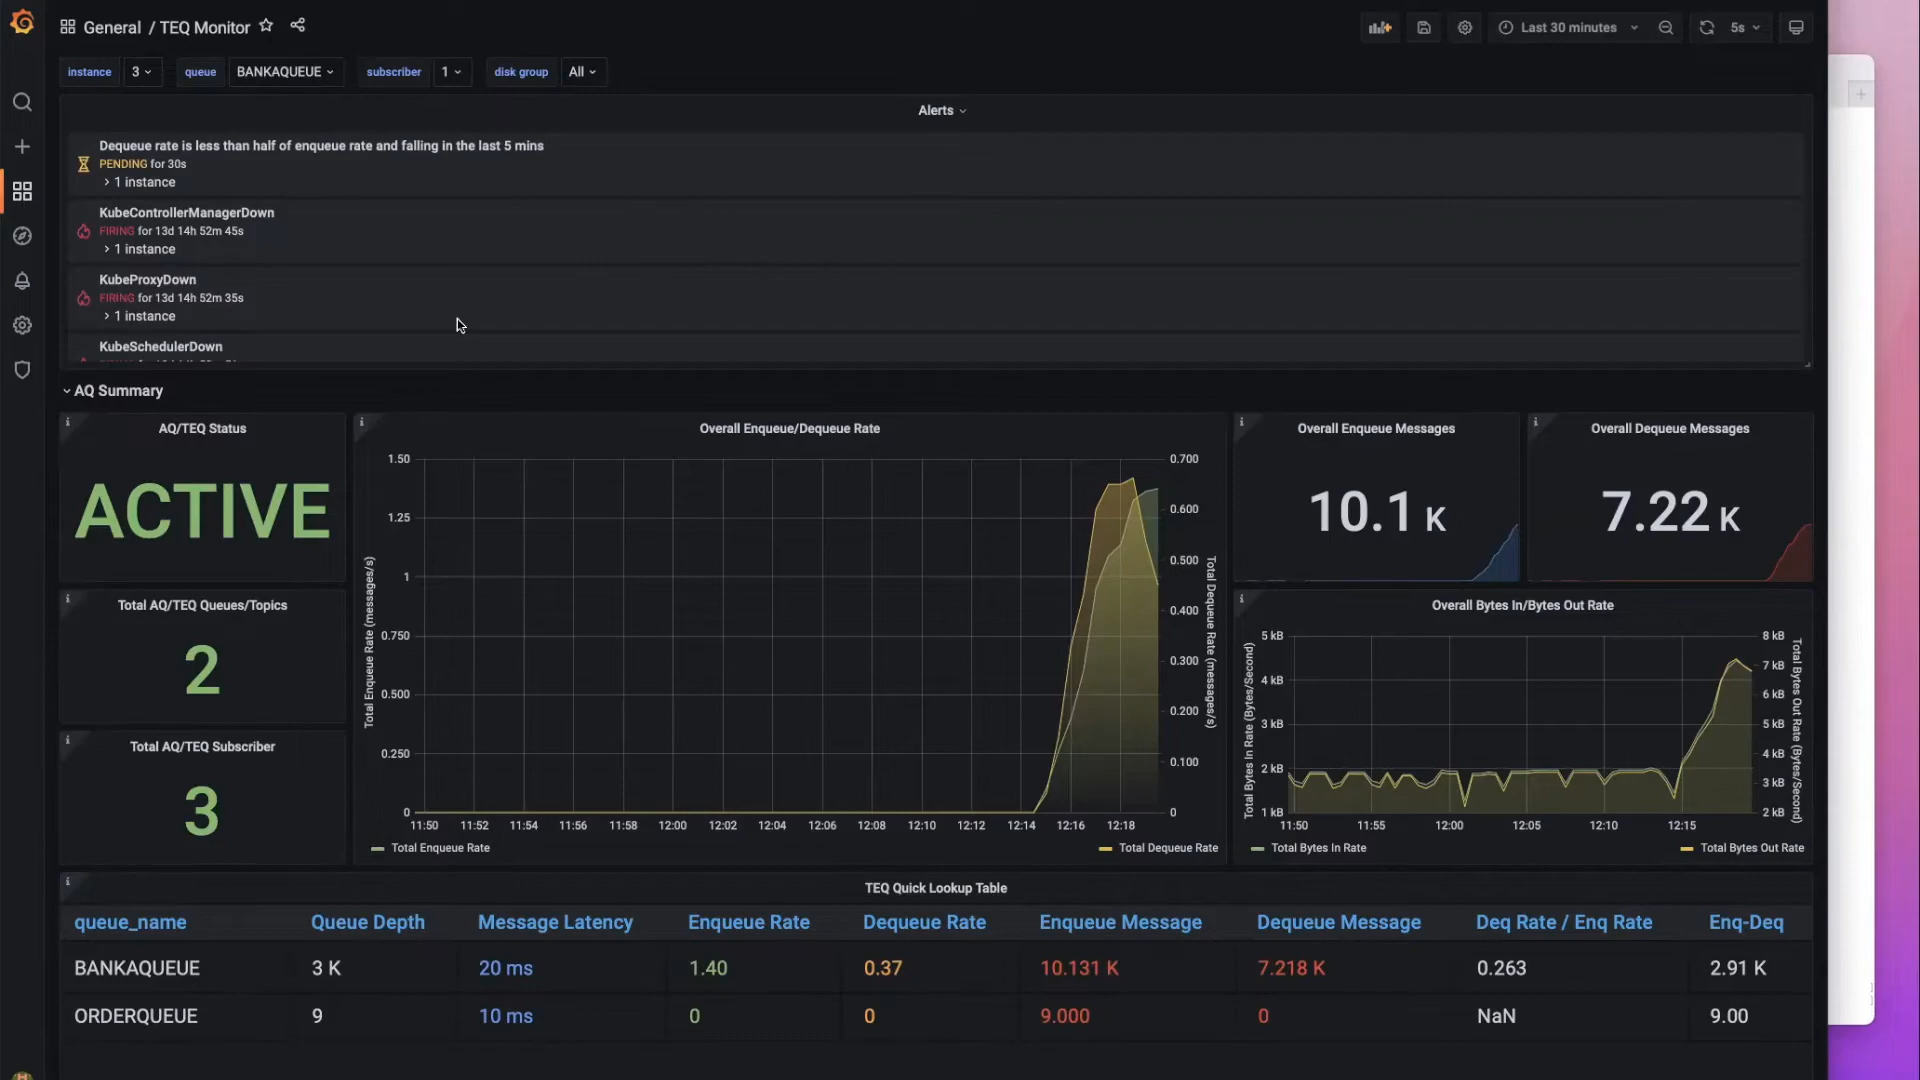 General / TEQ Monitor
Last 30 minutes
5s
instance
3
queue
BANKAQUEUE
subscriber
1
disk group
All
Alerts
Dequeue rate is less than half of enqueue rate and falling in the last 5 mins
PENDING for 30s
> 1 instance
KubeControllerManagerDown
FIRING for 13d 14h 52m 45s
> 1 instance
KubeProxyDown
FIRING for 13d 14h 52m 35s
> 1 instance
KubeSchedulerDown
AQ Summary
AQ/TEQ Status
ACTIVE
Total AQ/TEQ Queues/Topics
2
Total AQ/TEQ Subscriber
3
Overall Enqueue/Dequeue Rate
Total Enqueue Rate (messages/s)
1.50
1.25
1
0.750
0.500
0.250
0
0.700
0.600
0.500
0.400
0.300
0.200
0.100
0
Total Dequeue Rate (messages/s)
11:50 11:52 11:54 11:56 11:58 12:00 12:02 12:04 12:06 12:08 12:10 12:12 12:14 12:16 12:18
Total Enqueue Rate
Total Dequeue Rate
Overall Enqueue Messages
10.1 K
Overall Dequeue Messages
7.22 K
Overall Bytes In/Bytes Out Rate
Total Bytes In Rate (Bytes/Second)
5 kB
4 kB
3 kB
2 kB
1 kB
8 kB
7 kB
6 kB
5 kB
4 kB
3 kB
2 kB
Total Bytes Out Rate (Bytes/Second)
11:50 11:55 12:00 12:05 12:10 12:15
Total Bytes In Rate
Total Bytes Out Rate
TEQ Quick Lookup Table
queue_name Queue Depth Message Latency Enqueue Rate Dequeue Rate Enqueue Message Dequeue Message Deq Rate / Enq Rate Enq-Deq
BANKAQUEUE 3 K 20 ms 1.40 0.37 10.131 K 7.218 K 0.263 2.91 K
ORDERQUEUE 9 10 ms 0 0 9.000 0 NaN 9.00